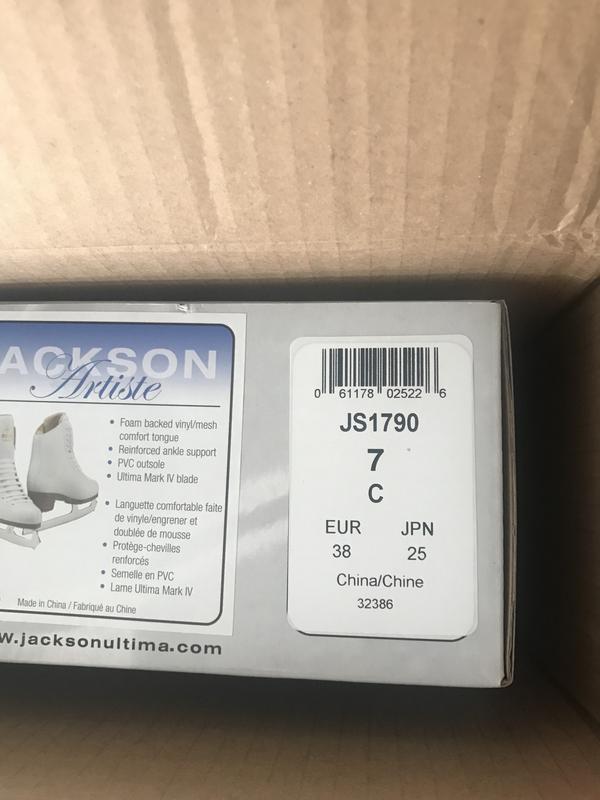 ACKSON
Artiste
• Foam backed vinyl/mesh
comfort tongue
• Reinforced ankle support
• PVC outsole
• Ultima Mark IV blade
• Languette comfortable faite
de vinyle/engrener et
doublée de mousse
• Protège-chevilles
renforcés
• Semelle en PVC
• Lame Ultima Mark IV
Made in China / Fabriqué au Chine
w.jacksonultima.com
0 61178 02522 6
JS1790
7
C
EUR JPN
38 25
China/Chine
32386